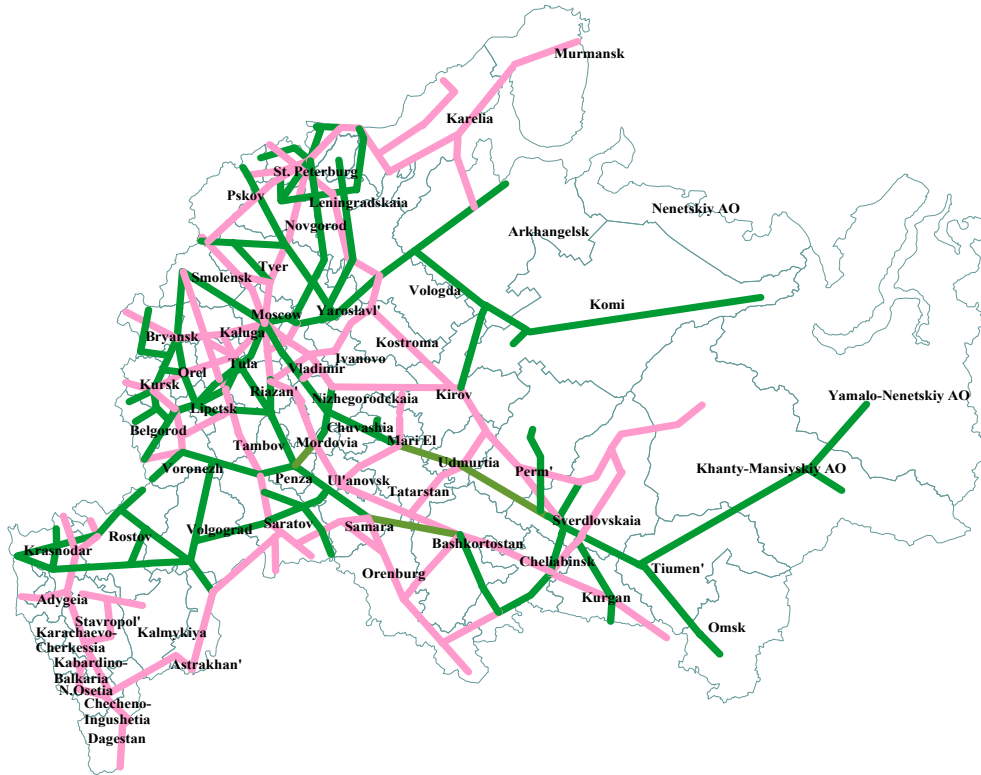 Murmansk
Karelia
St. Peterburg
Pskov
Leningradskaia
Nenetskiy AO
Novgorod
Arkhangelsk
Tver
Smolensk
Vologda
Komi
Moscow
Yaroslavl'
Bryansk
Kaluga
Kostroma
Ivanovo
Tula
Vladimir
Orel
Kursk
Riazan'
Nizhegorodckaia
Kirov
Yamalo-Nenetskiy AO
Lipetsk
Belgorod
Chuvashia
Tambov
Mordovia
Mari El
Voronezh
Udmurtia
Perm'
Khanty-Mansiyskiy AO
Penza
Ul'anovsk
Tatarstan
Volgograd
Saratov
Samara
Sverdlovskaia
Rostov
Krasnodar
Bashkortostan
Cheliabinsk
Tiumen'
Orenburg
Adygeia
Kurgan
Stavropol'
Karachaevo-
Cherkessia
Kalmykiya
Omsk
Kabardino-
Balkaria
Astrakhan'
N.Osetia
Checheno-
Ingushetia
Dagestan